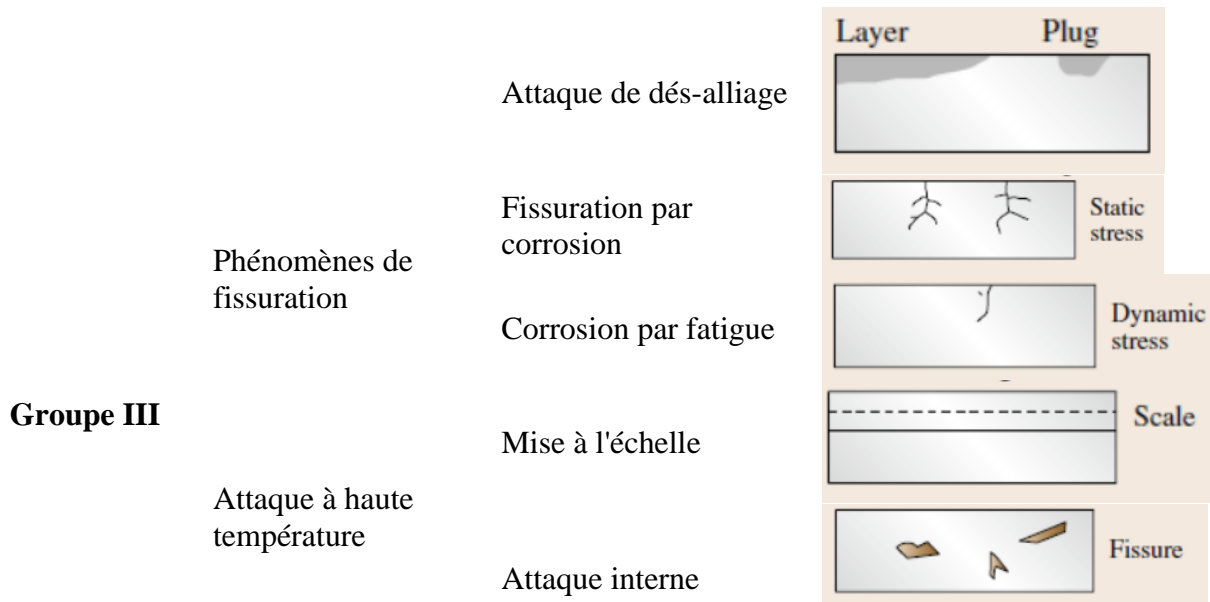 Layer Plug
Attaque de dés-alliage
Fissuration par
corrosion
Static
stress
Phénomènes de
fissuration
Corrosion par fatigue
Dynamic
stress
Groupe III
Mise à l'échelle
Scale
Attaque à haute
température
Attaque interne
Fissure